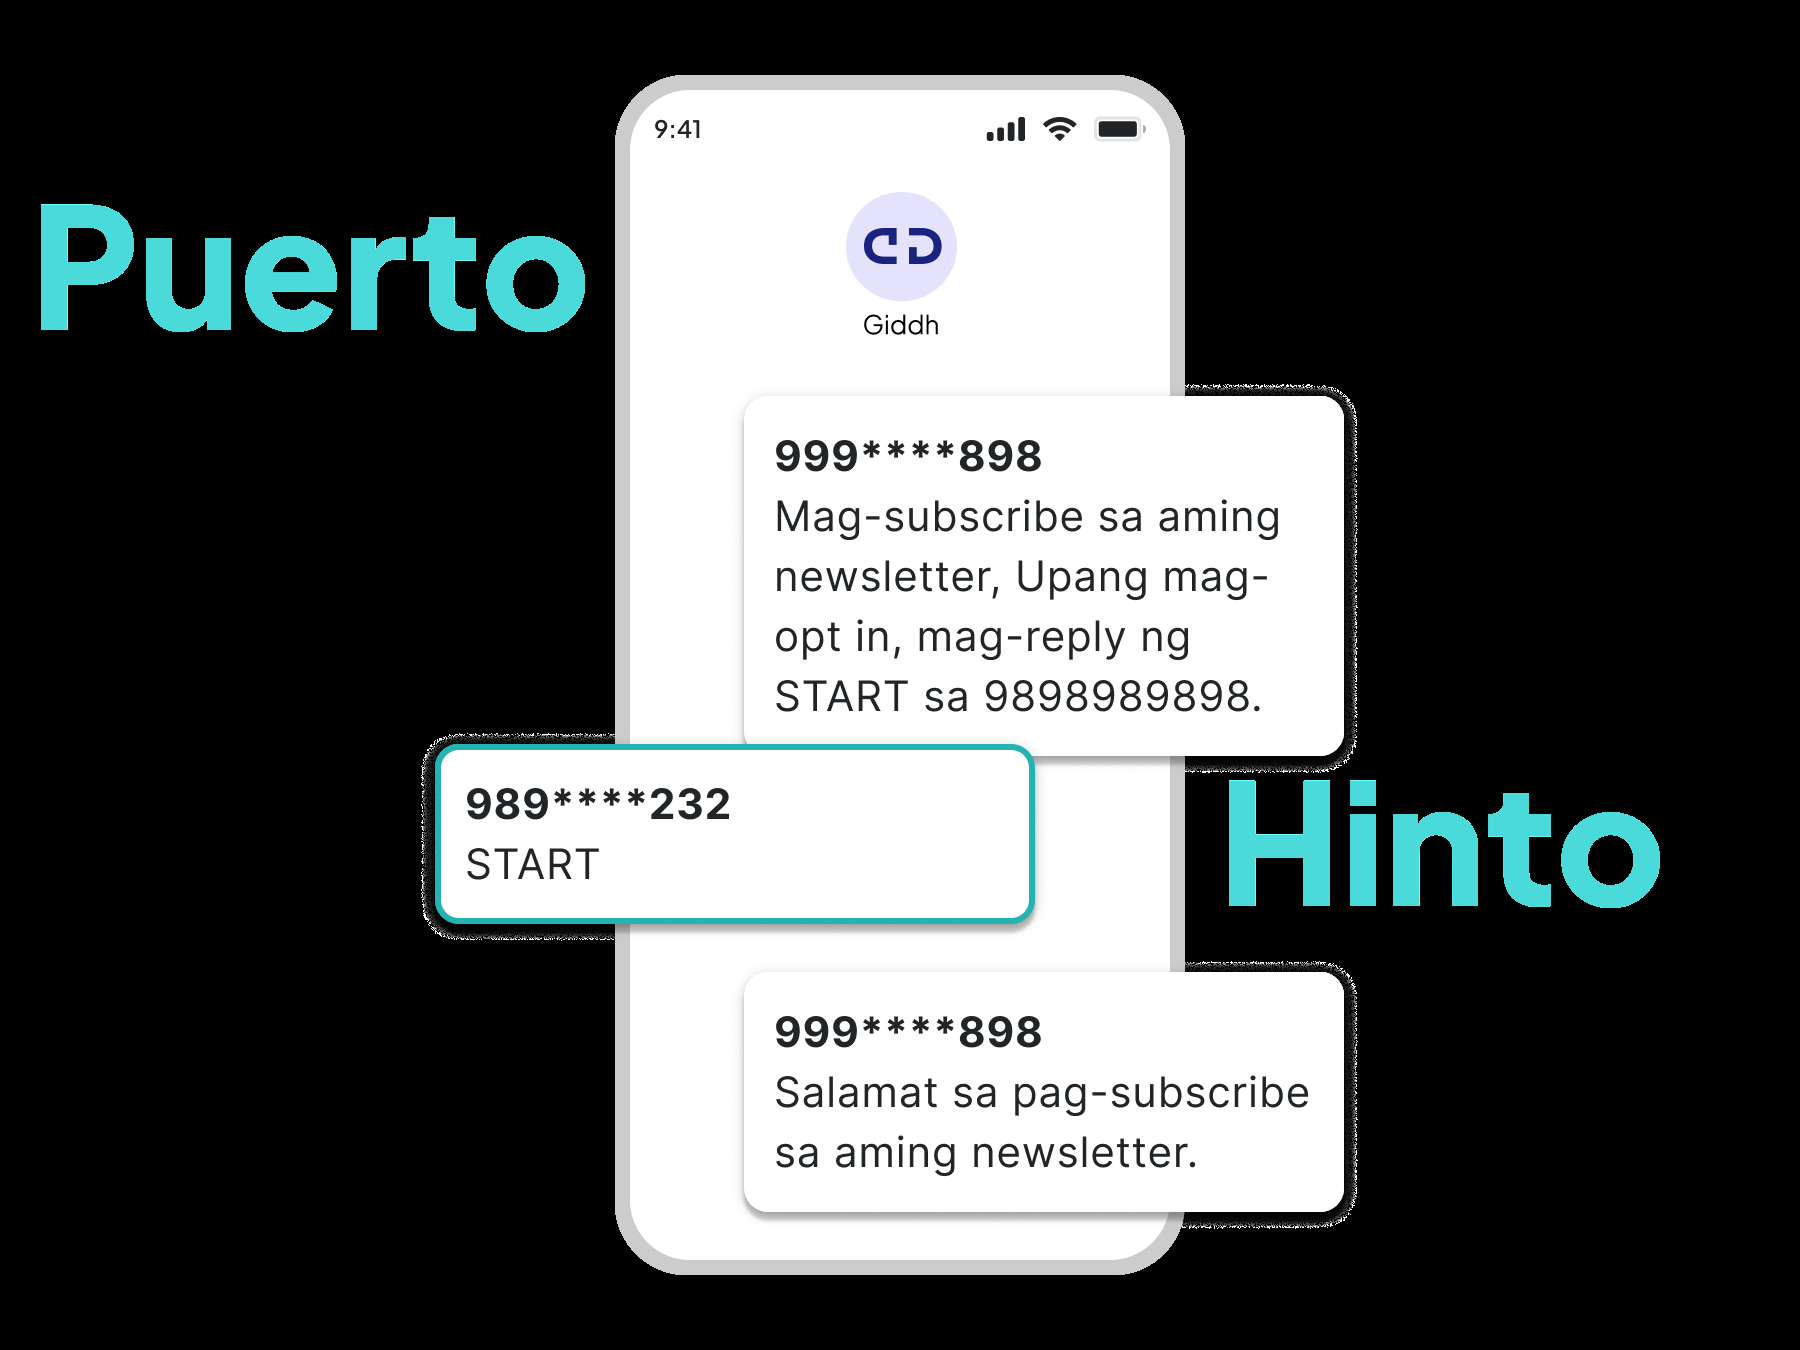 9:41
Puerto
Giddh
999****898
Mag-subscribe sa aming
newsletter, Upang mag-
opt in, mag-reply ng
START sa 9898989898.
989****232
START
Hinto
999****898
Salamat sa pag-subscribe
sa aming newsletter.